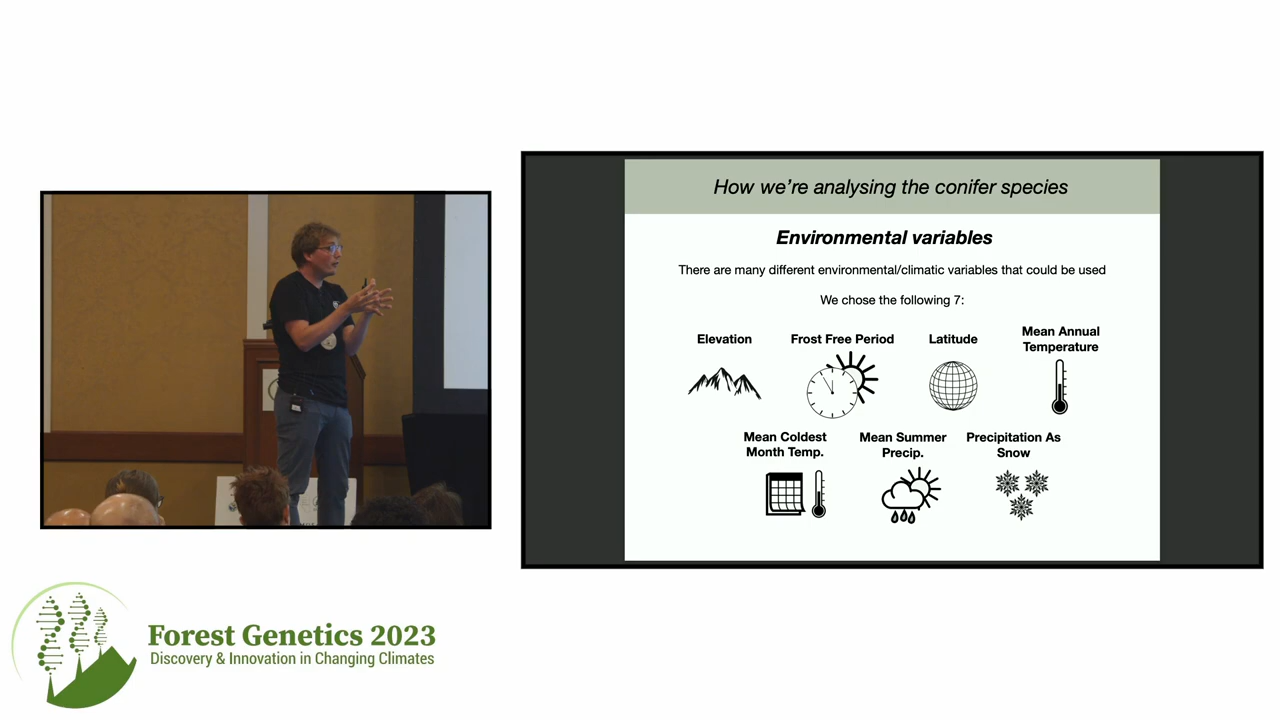 How we're analysing the conifer species
Environmental variables
There are many different environmental/climatic variables that could be used
We chose the following 7:
Elevation
Frost Free Period
Latitude
Mean Annual
Temperature
Mean Coldest
Month Temp.
Mean Summer
Precip.
Precipitation As
Snow
Forest Genetics 2023
Discovery & Innovation in Changing Climates